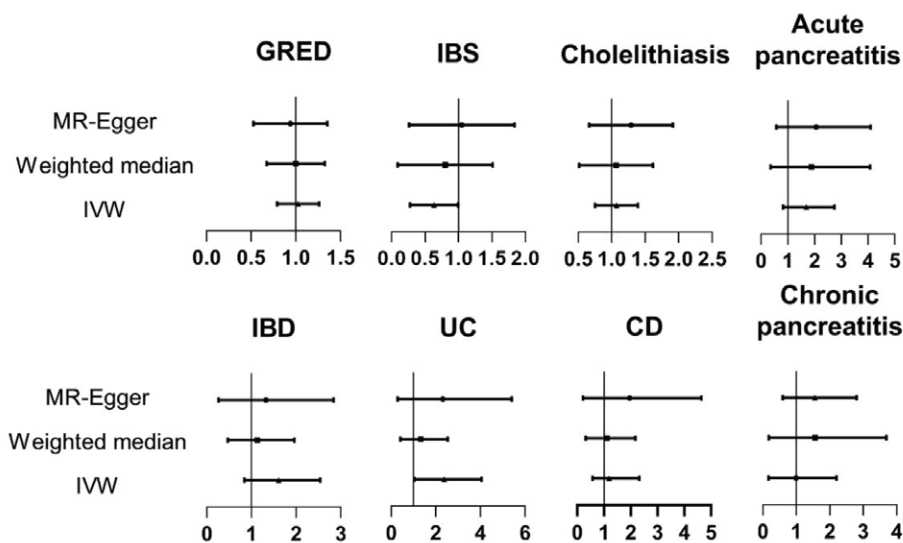 GRED
IBS
Cholelithiasis
Acute
pancreatitis
MR-Egger
Weighted median
IVW
0.0 0.5 1.0 1.5
0.0 0.5 1.0 1.5 2.0
0.5 1.0 1.5 2.0 2.5
0 1 2 3 4 5
IBD
UC
CD
Chronic
pancreatitis
MR-Egger
Weighted median
IVW
0 1 2 3
0 2 4 6
0 1 2 3 4 5
0 1 2 3 4